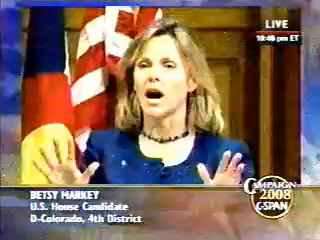 LIVE
10:46 pm ET
BETSY MARKEY
U.S. House Candidate
D-Colorado, 4th District
CAMPAIGN
2008
C-SPAN